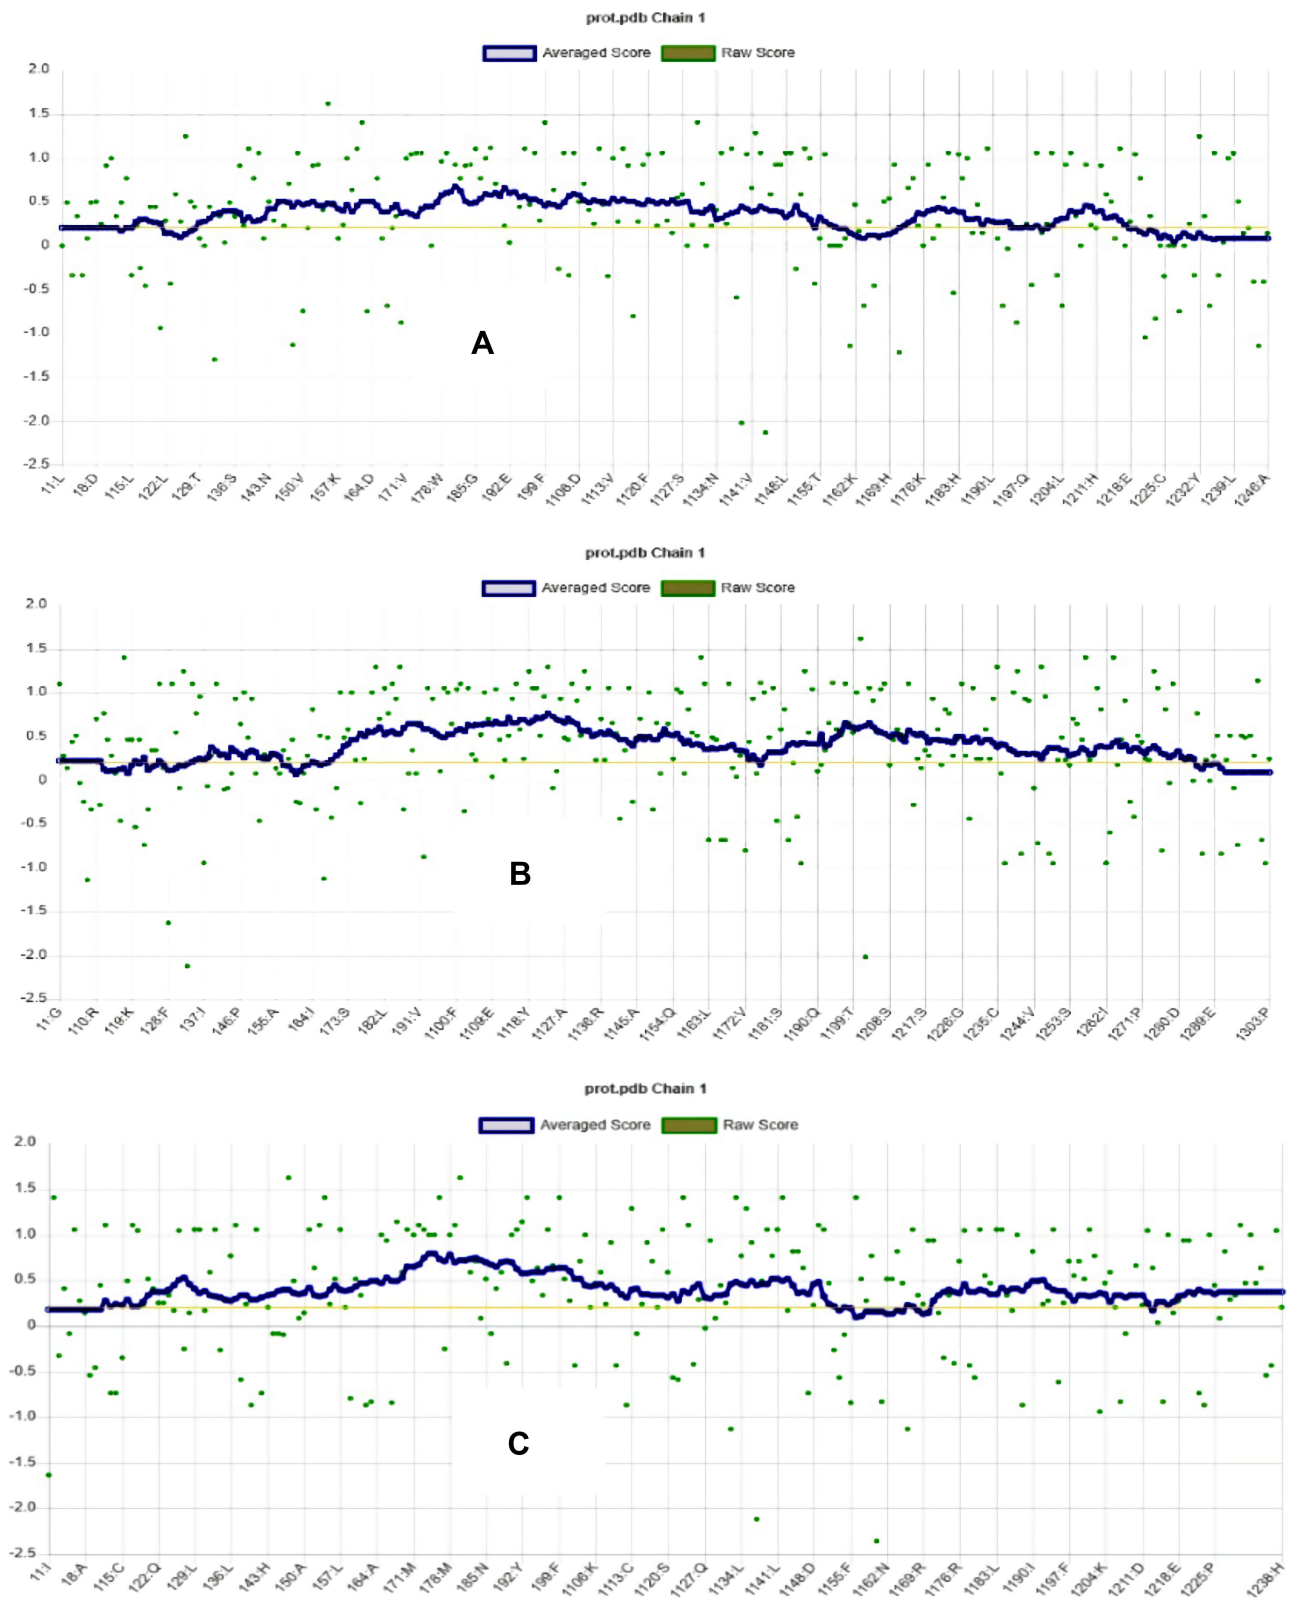 prot.pdb Chain 1
Averaged Score Raw Score
2.0
1.5
1.0
0.5
0
-0.5
-1.0
-1.5
-2.0
-2.5
A
11:L 18:D 115:L 122:L 129:T 136:S 143:N 150:V 157:K 164:D 171:V 178:W 185:G 192:E 199:F 1108:D 1113:V 1120:F 1127:S 1134:N 1141:V 1148:L 1155:T 1162:K 1169:H 1176:K 1183:H 1190:L 1197:Q 1204:L 1211:H 1218:E 1225:C 1232:Y 1239:L 1246:A
prot.pdb Chain 1
Averaged Score Raw Score
2.0
1.5
1.0
0.5
0
-0.5
-1.0
-1.5
-2.0
-2.5
B
11:G 110:R 119:K 128:F 137:I 146:P 155:A 164:I 173:S 182:L 191:V 1100:F 1109:E 1118:Y 1127:A 1136:R 1145:A 1154:Q 1163:L 1172:V 1181:S 1190:Q 1199:T 1208:S 1217:S 1226:G 1235:C 1244:V 1253:S 1262:I 1271:P 1280:D 1289:E 1303:P
prot.pdb Chain 1
Averaged Score Raw Score
2.0
1.5
1.0
0.5
0
-0.5
-1.0
-1.5
-2.0
-2.5
C
11:I 18:A 115:C 122:Q 129:L 136:L 143:H 150:A 157:L 164:A 171:M 178:M 185:N 192:Y 199:F 1106:K 1113:C 1120:S 1127:Q 1134:L 1141:L 1148:D 1155:F 1162:N 1169:R 1176:R 1183:L 1190:I 1197:F 1204:K 1211:D 1218:E 1225:P 1238:H